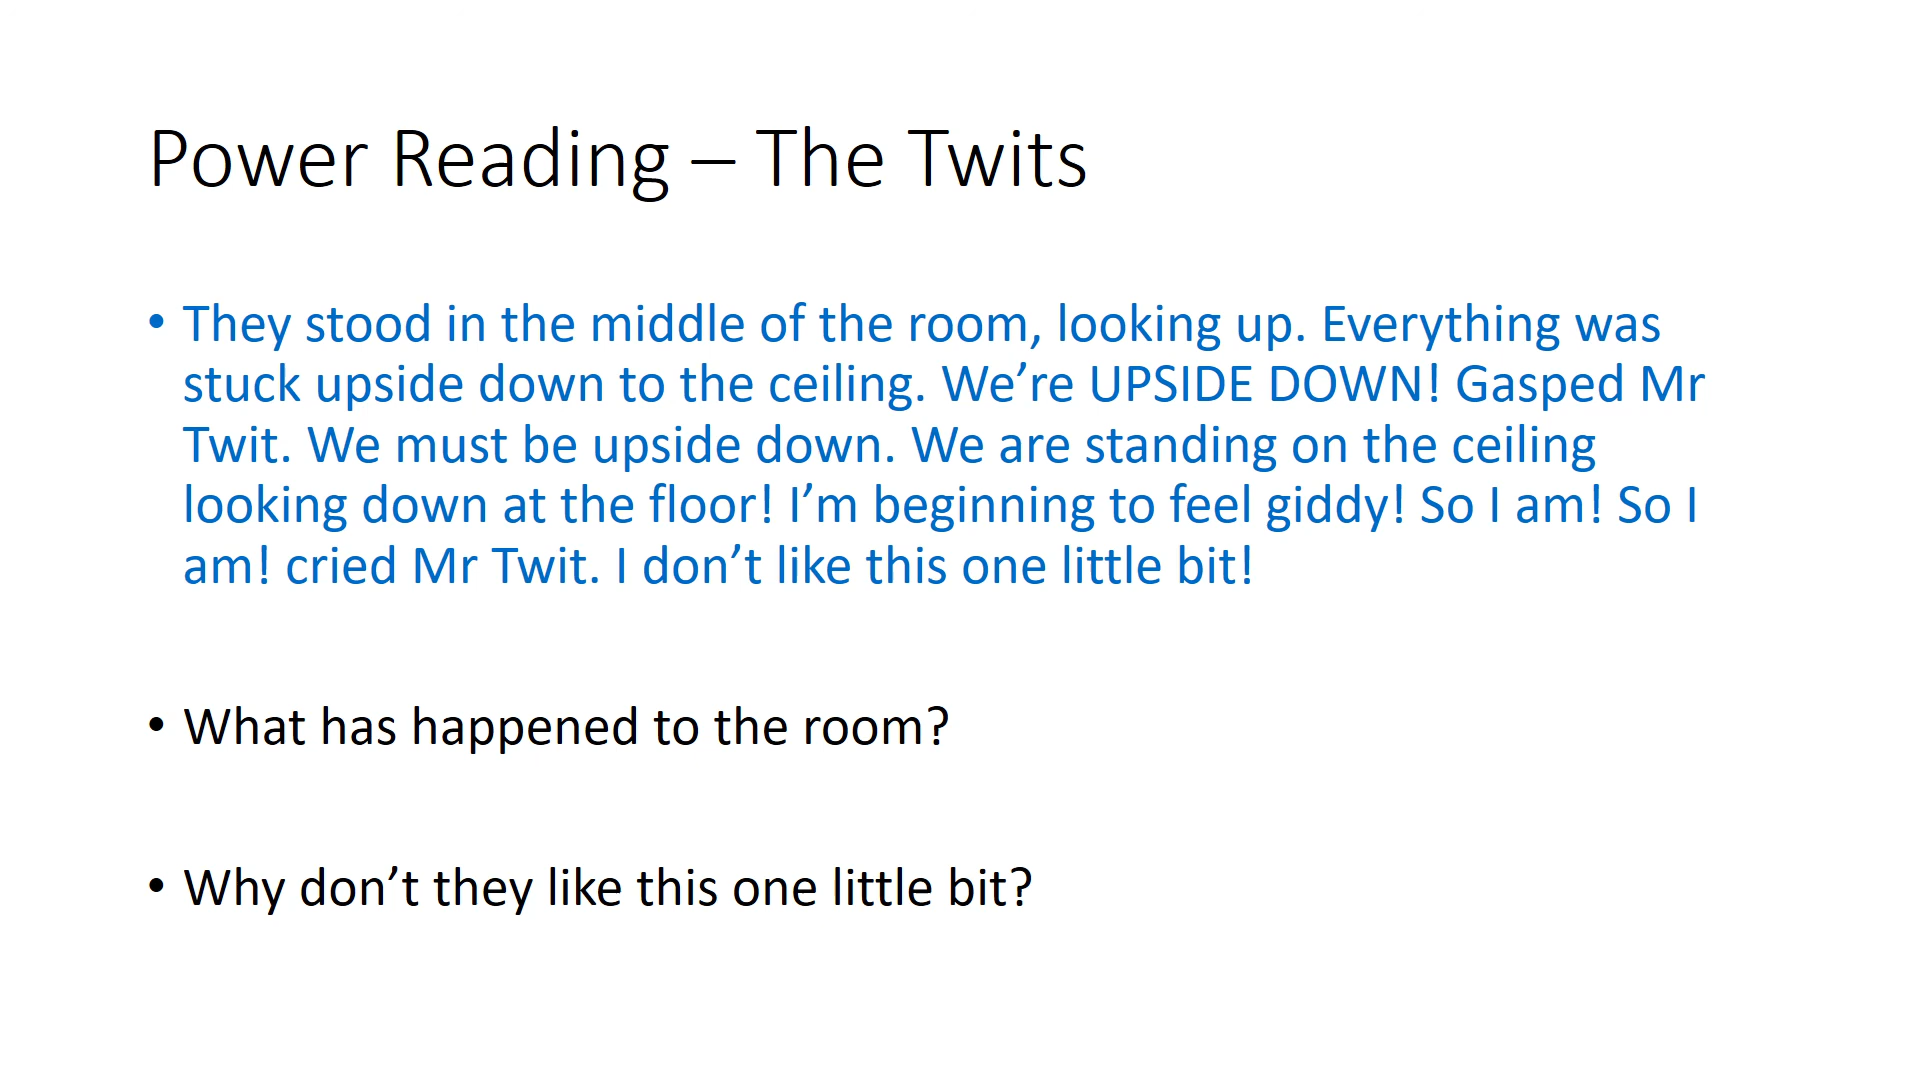 Power Reading – The Twits
• They stood in the middle of the room, looking up. Everything was
stuck upside down to the ceiling. We’re UPSIDE DOWN! Gasped Mr
Twit. We must be upside down. We are standing on the ceiling
looking down at the floor! I’m beginning to feel giddy! So I am! So I
am! cried Mr Twit. I don’t like this one little bit!
• What has happened to the room?
• Why don’t they like this one little bit?